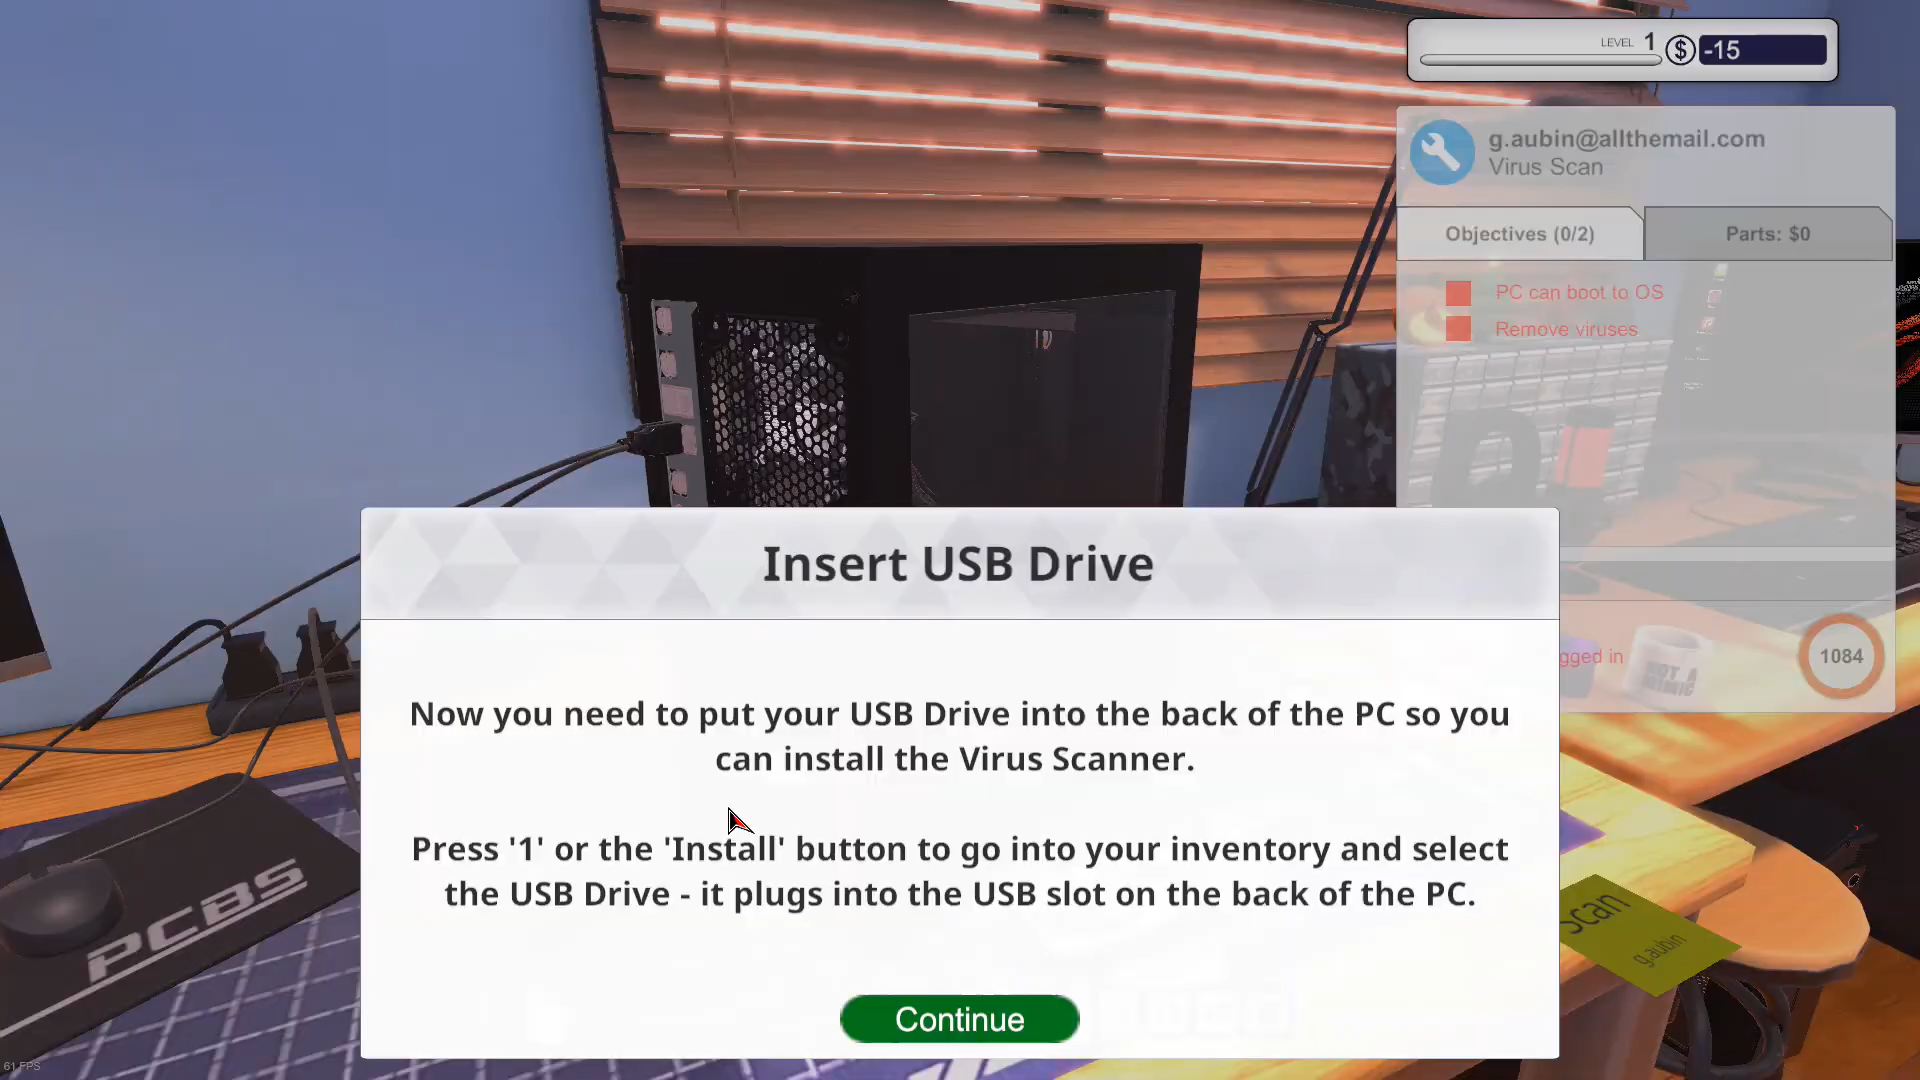 LEVEL 1 $ -15
g.aubin@allthemail.com
Virus Scan
Objectives (0/2)
Parts: $0
PC can boot to OS
Remove viruses
Insert USB Drive
Now you need to put your USB Drive into the back of the PC so you
can install the Virus Scanner.
Press '1' or the 'Install' button to go into your inventory and select
the USB Drive - it plugs into the USB slot on the back of the PC.
Continue
gged in
1084
NOT A
PCBS
Scan
g.aubin
61 FPS